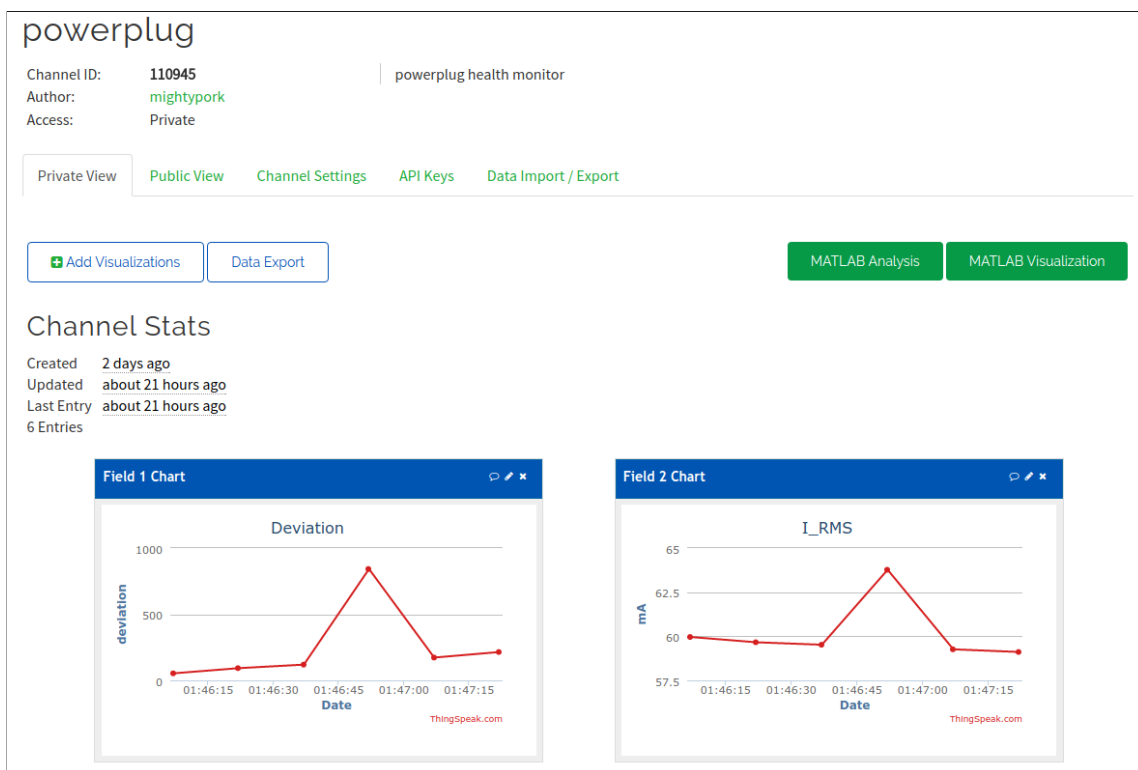 powerplug
Channel ID: 110945 powerplug health monitor
Author: mightypork
Access: Private
Private View Public View Channel Settings API Keys Data Import / Export
Add Visualizations Data Export MATLAB Analysis MATLAB Visualization
Channel Stats
Created 2 days ago
Updated about 21 hours ago
Last Entry about 21 hours ago
6 Entries
Field 1 Chart
Deviation
1000
500
0
deviation
01:46:15 01:46:30 01:46:45 01:47:00 01:47:15
Date
ThingSpeak.com
Field 2 Chart
I_RMS
65
62.5
60
57.5
mA
01:46:15 01:46:30 01:46:45 01:47:00 01:47:15
Date
ThingSpeak.com